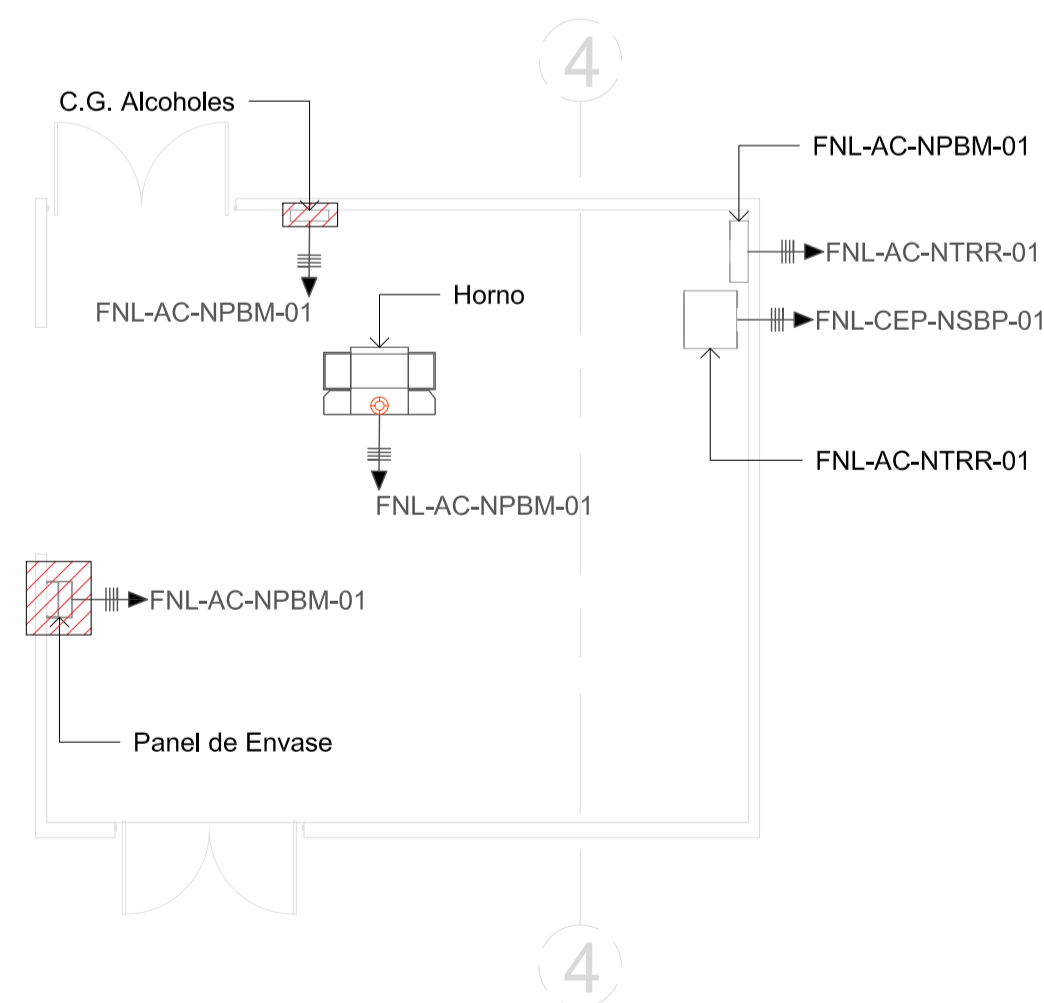 4
C.G. Alcoholes
FNL-AC-NPBM-01
FNL-AC-NTRR-01
FNL-AC-NPBM-01
Horno
FNL-CEP-NSBP-01
FNL-AC-NTRR-01
FNL-AC-NPBM-01
FNL-AC-NPBM-01
Panel de Envase
4